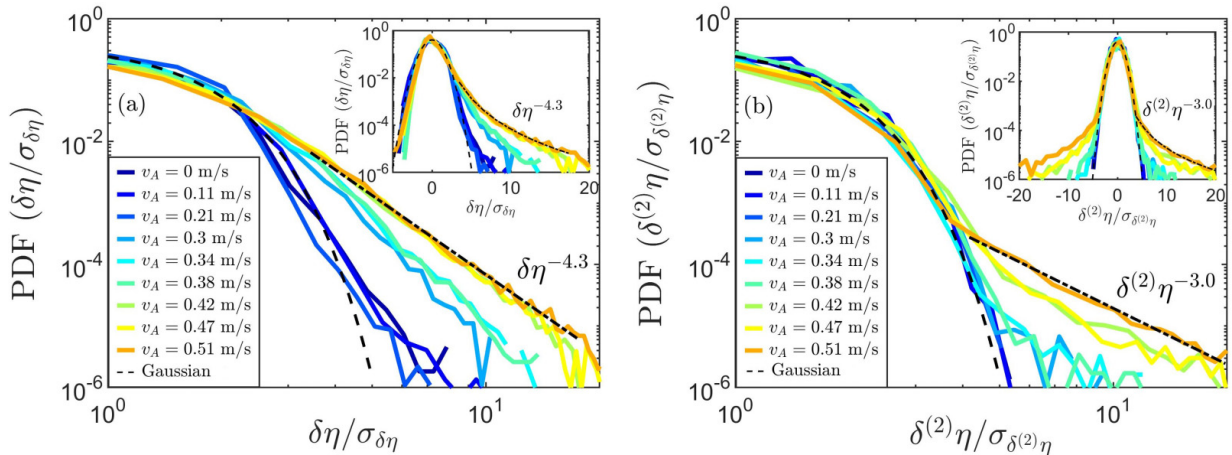 10⁰
10⁻²
10⁻⁴
10⁻⁶
PDF (δη/σ_δη)
(a)
v_A = 0 m/s
v_A = 0.11 m/s
v_A = 0.21 m/s
v_A = 0.3 m/s
v_A = 0.34 m/s
v_A = 0.38 m/s
v_A = 0.42 m/s
v_A = 0.47 m/s
v_A = 0.51 m/s
Gaussian
δη⁻⁴·³
10⁰ 10¹
δη/σ_δη
10⁰
10⁻²
10⁻⁴
10⁻⁶
PDF (δη/σ_δη)
δη⁻⁴·³
0 10 20
δη/σ_δη
10⁰
10⁻²
10⁻⁴
10⁻⁶
PDF (δ⁽²⁾η/σ_δ⁽²⁾η)
(b)
v_A = 0 m/s
v_A = 0.11 m/s
v_A = 0.21 m/s
v_A = 0.3 m/s
v_A = 0.34 m/s
v_A = 0.38 m/s
v_A = 0.42 m/s
v_A = 0.47 m/s
v_A = 0.51 m/s
Gaussian
δ⁽²⁾η⁻³·⁰
10⁰ 10¹
δ⁽²⁾η/σ_δ⁽²⁾η
10⁰
10⁻²
10⁻⁴
10⁻⁶
PDF (δ⁽²⁾η/σ_δ⁽²⁾η)
δ⁽²⁾η⁻³·⁰
-20 -10 0 10 20
δ⁽²⁾η/σ_δ⁽²⁾η